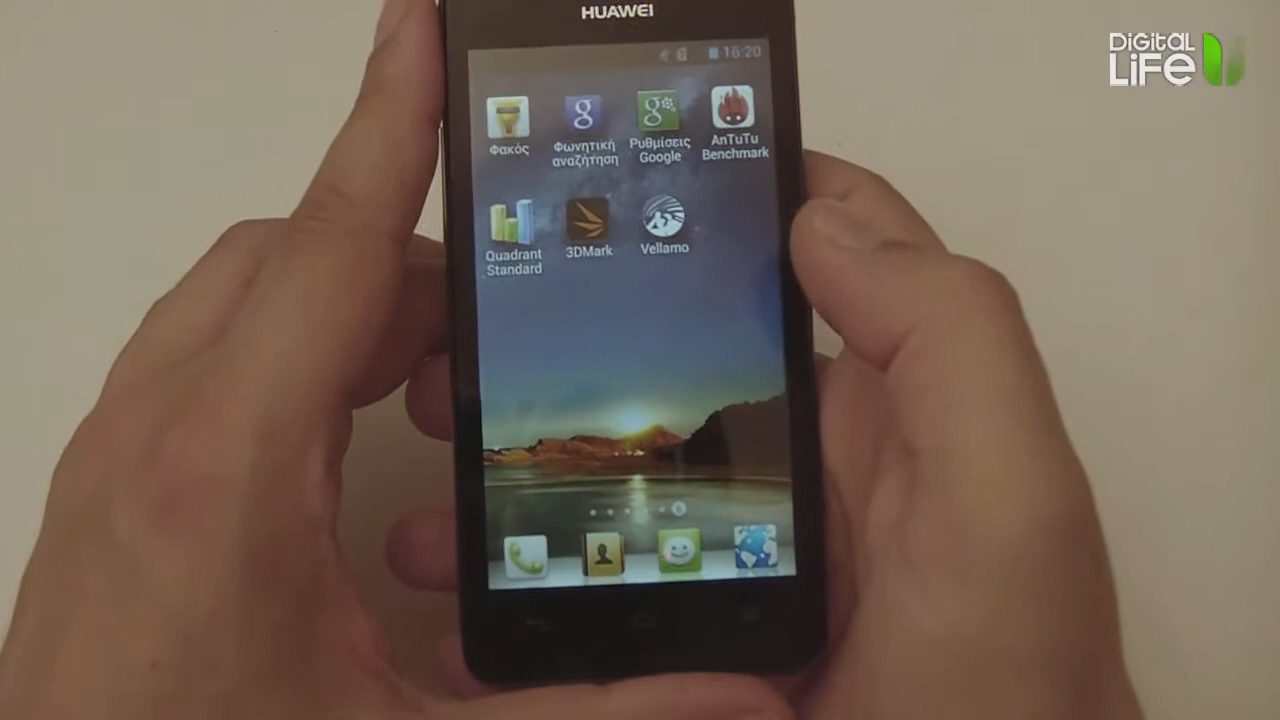 HUAWEI
DiGitaL
LiFe
16:20
Φακός
Φωνητική
αναζήτηση
Ρυθμίσεις
Google
AnTuTu
Benchmark
Quadrant
Standard
3DMark
Vellamo